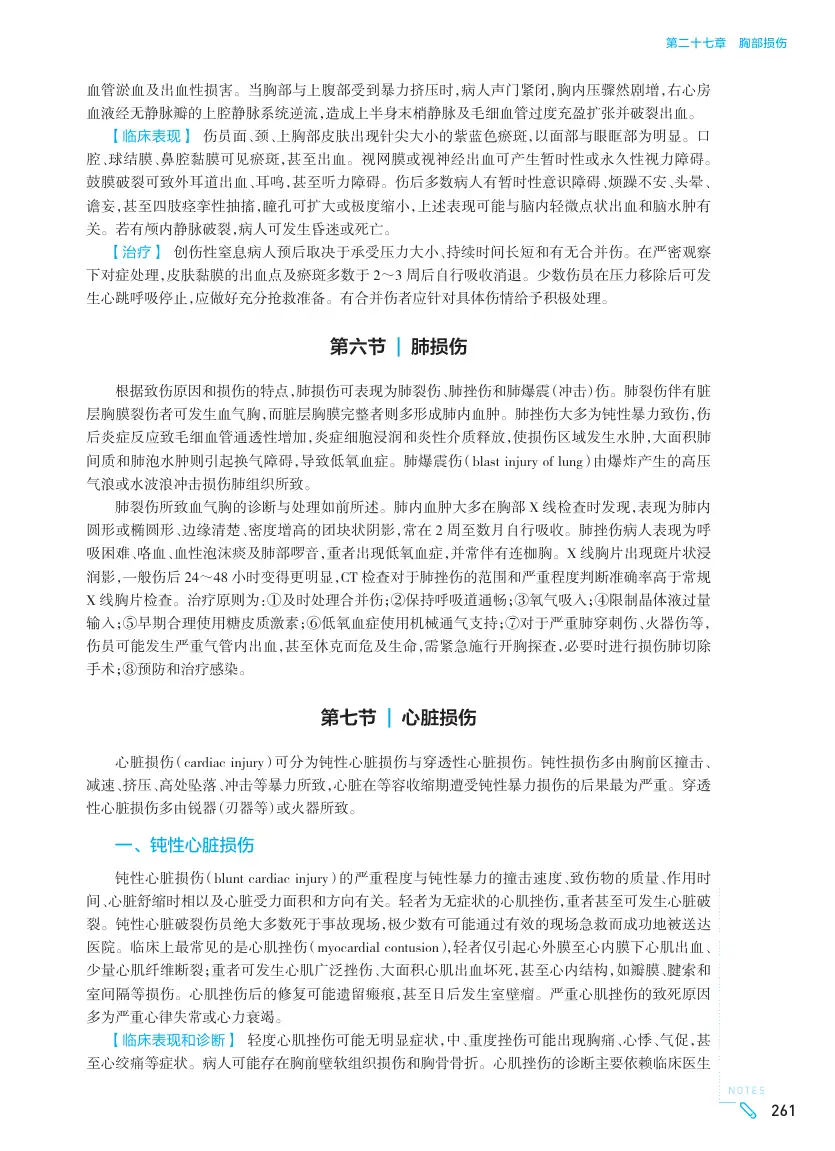 第二十七章 胸部损伤
血管淤血及出血性损害。当胸部与上腹部受到暴力挤压时,病人声门紧闭,胸内压骤然剧增,右心房
血液经无静脉瓣的上腔静脉系统逆流,造成上半身末梢静脉及毛细血管过度充盈扩张并破裂出血。
【临床表现】 伤员面、颈、上胸部皮肤出现针尖大小的紫蓝色瘀斑,以面部与眼眶部为明显。口
腔、球结膜、鼻腔黏膜可见瘀斑,甚至出血。视网膜或视神经出血可产生暂时性或永久性视力障碍。
鼓膜破裂可致外耳道出血、耳鸣,甚至听力障碍。伤后多数病人有暂时性意识障碍、烦躁不安、头晕、
谵妄,甚至四肢痉挛性抽搐,瞳孔可扩大或极度缩小,上述表现可能与脑内轻微点状出血和脑水肿有
关。若有颅内静脉破裂,病人可发生昏迷或死亡。
【治疗】 创伤性窒息病人预后取决于承受压力大小、持续时间长短和有无合并伤。在严密观察
下对症处理,皮肤黏膜的出血点及瘀斑多数于 2～3 周后自行吸收消退。少数伤员在压力移除后可发
生心跳呼吸停止,应做好充分抢救准备。有合并伤者应针对具体伤情给予积极处理。
第六节 | 肺损伤
根据致伤原因和损伤的特点,肺损伤可表现为肺裂伤、肺挫伤和肺爆震(冲击)伤。肺裂伤伴有脏
层胸膜裂伤者可发生血气胸,而脏层胸膜完整者则多形成肺内血肿。肺挫伤大多为钝性暴力致伤,伤
后炎症反应致毛细血管通透性增加,炎症细胞浸润和炎性介质释放,使损伤区域发生水肿,大面积肺
间质和肺泡水肿则引起换气障碍,导致低氧血症。肺爆震伤(blast injury of lung)由爆炸产生的高压
气浪或水波浪冲击损伤肺组织所致。
肺裂伤所致血气胸的诊断与处理如前所述。肺内血肿大多在胸部 X 线检查时发现,表现为肺内
圆形或椭圆形、边缘清楚、密度增高的团块状阴影,常在 2 周至数月自行吸收。肺挫伤病人表现为呼
吸困难、咯血、血性泡沫痰及肺部啰音,重者出现低氧血症,并常伴有连枷胸。X 线胸片出现斑片状浸
润影,一般伤后 24～48 小时变得更明显,CT 检查对于肺挫伤的范围和严重程度判断准确率高于常规
X 线胸片检查。治疗原则为:①及时处理合并伤;②保持呼吸道通畅;③氧气吸入;④限制晶体液过量
输入;⑤早期合理使用糖皮质激素;⑥低氧血症使用机械通气支持;⑦对于严重肺穿刺伤、火器伤等,
伤员可能发生严重气管内出血,甚至休克而危及生命,需紧急施行开胸探查,必要时进行损伤肺切除
手术;⑧预防和治疗感染。
第七节 | 心脏损伤
心脏损伤(cardiac injury)可分为钝性心脏损伤与穿透性心脏损伤。钝性损伤多由胸前区撞击、
减速、挤压、高处坠落、冲击等暴力所致,心脏在等容收缩期遭受钝性暴力损伤的后果最为严重。穿透
性心脏损伤多由锐器(刃器等)或火器所致。
一、钝性心脏损伤
钝性心脏损伤(blunt cardiac injury)的严重程度与钝性暴力的撞击速度、致伤物的质量、作用时
间、心脏舒缩时相以及心脏受力面积和方向有关。轻者为无症状的心肌挫伤,重者甚至可发生心脏破
裂。钝性心脏破裂伤员绝大多数死于事故现场,极少数有可能通过有效的现场急救而成功地被送达
医院。临床上最常见的是心肌挫伤(myocardial contusion),轻者仅引起心外膜至心内膜下心肌出血、
少量心肌纤维断裂;重者可发生心肌广泛挫伤、大面积心肌出血坏死,甚至心内结构,如瓣膜、腱索和
室间隔等损伤。心肌挫伤后的修复可能遗留瘢痕,甚至日后发生室壁瘤。严重心肌挫伤的致死原因
多为严重心律失常或心力衰竭。
【临床表现和诊断】 轻度心肌挫伤可能无明显症状,中、重度挫伤可能出现胸痛、心悸、气促,甚
至心绞痛等症状。病人可能存在胸前壁软组织损伤和胸骨骨折。心肌挫伤的诊断主要依赖临床医生
NOTES
261